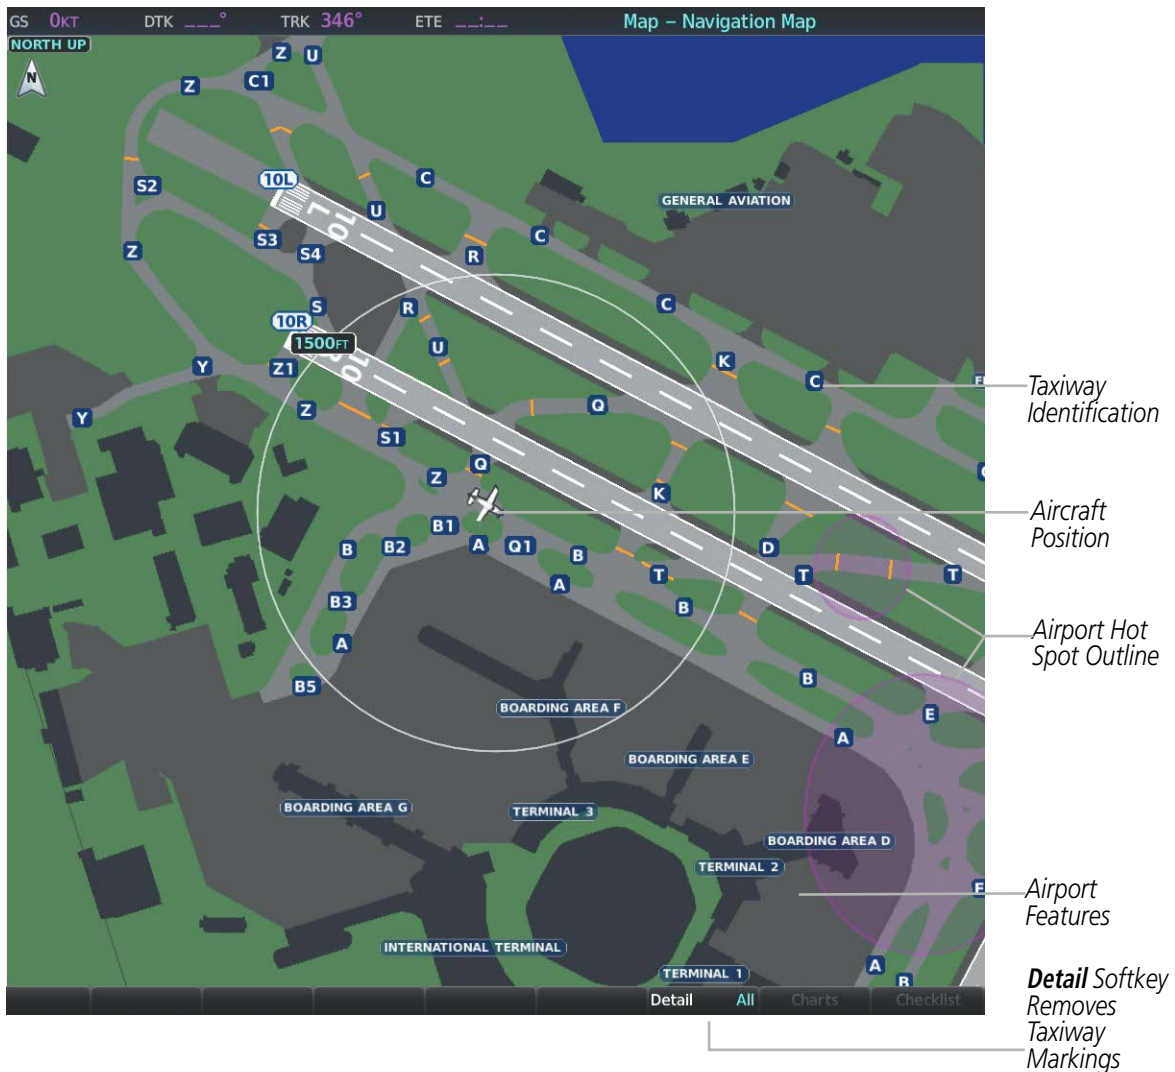 GS 0KT DTK ___° TRK 346° ETE __:__ Map – Navigation Map
NORTH UP
N
Z U
Z C1
S2
10L
C
GENERAL AVIATION
U
10L
S3
C
Z
S4
R
S
R
C
10R
1500FT
U
K
Y
Z1
10
C
Taxiway
Identification
Y
Z
Q
S1
Q
Z
K
Aircraft
Position
B1
B B2
A Q1
B
D
T
T
T
A
B3
B
Airport Hot
Spot Outline
A
B
B5
BOARDING AREA F
E
A
BOARDING AREA E
BOARDING AREA G
TERMINAL 3
BOARDING AREA D
TERMINAL 2
Airport
Features
INTERNATIONAL TERMINAL
A
TERMINAL 1
B
Detail All Charts Checklist
Detail Softkey
Removes
Taxiway
Markings